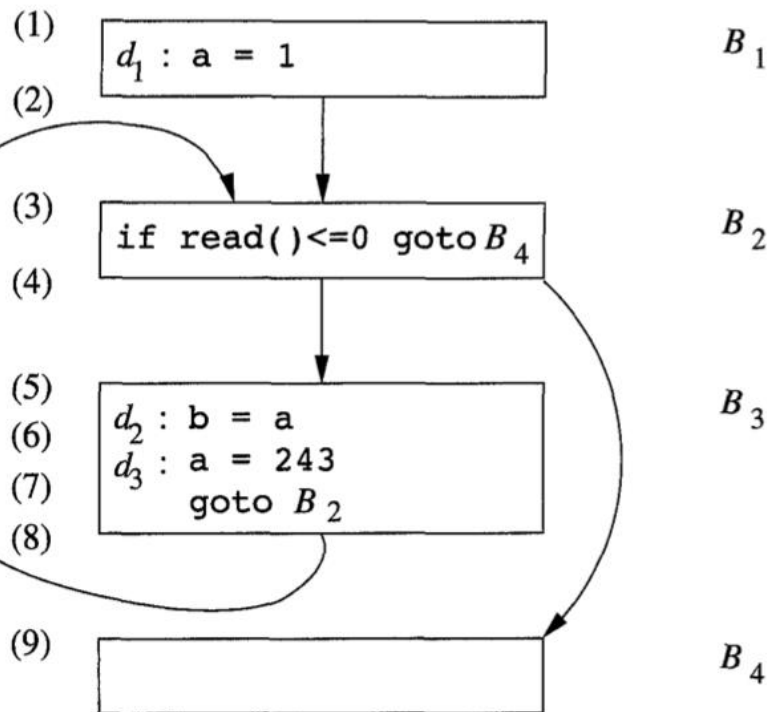 (1)
d1 : a = 1
B1
(2)
(3)
if read()<=0 goto B4
B2
(4)
(5)
d2 : b = a
B3
(6)
d3 : a = 243
(7)
goto B2
(8)
(9)
B4